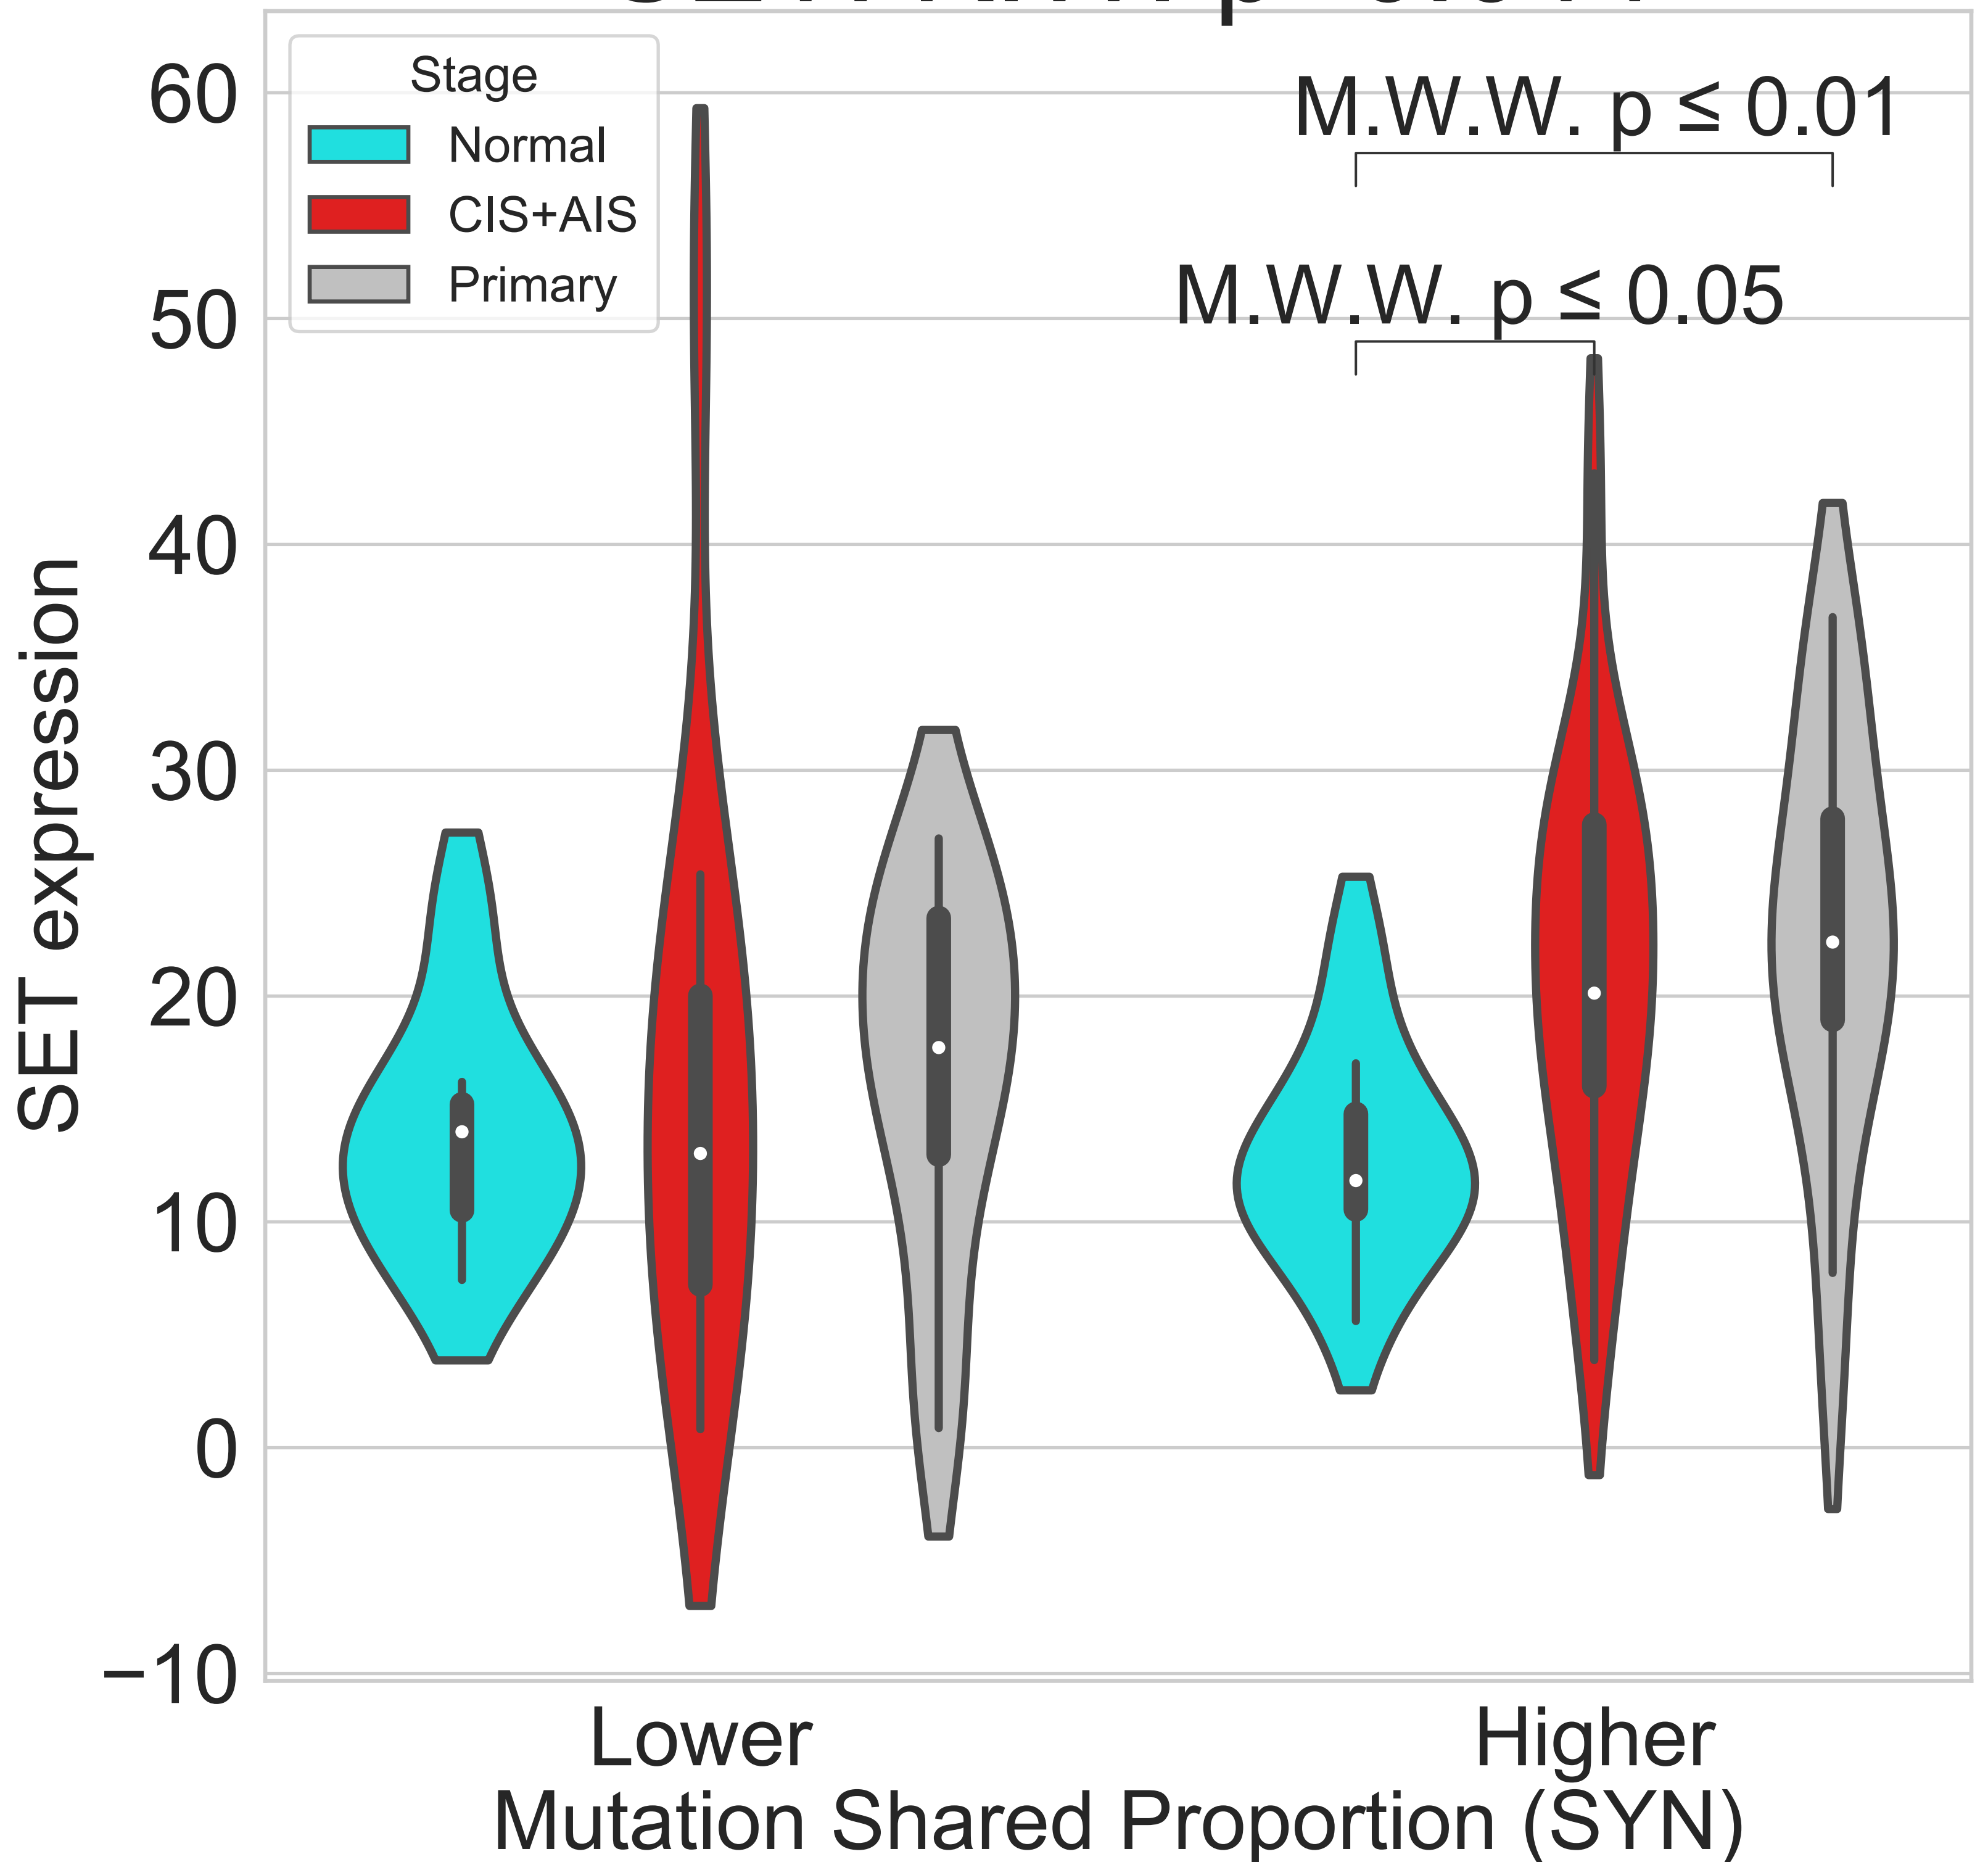 Stage
Normal
CIS+AIS
Primary
M.W.W. p ≤ 0.01
M.W.W. p ≤ 0.05
60
50
40
30
20
10
0
−10
SET expression
Lower
Higher
Mutation Shared Proportion (SYN)